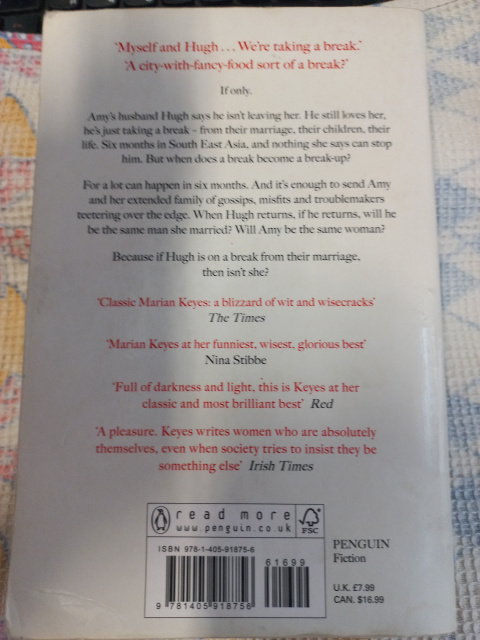 'Myself and Hugh... We're taking a break.'
'A city-with-fancy-food sort of a break?'
If only.
Amy's husband Hugh says he isn't leaving her. He still loves her,
he's just taking a break – from their marriage, their children, their
life. Six months in South East Asia, and nothing she says can stop
him. But when does a break become a break-up?
For a lot can happen in six months. And it's enough to send Amy
and her extended family of gossips, misfits and troublemakers
teetering over the edge. When Hugh returns, if he returns, will he
be the same man she married? Will Amy be the same woman?
Because if Hugh is on a break from their marriage,
then isn't she?
'Classic Marian Keyes: a blizzard of wit and wisecracks'
The Times
'Marian Keyes at her funniest, wisest, glorious best'
Nina Stibbe
'Full of darkness and light, this is Keyes at her
classic and most brilliant best' Red
'A pleasure. Keyes writes women who are absolutely
themselves, even when society tries to insist they be
something else' Irish Times
read more
www.penguin.co.uk
FSC
ISBN 978-1-405-91875-6
61699
9 781405 918756
PENGUIN
Fiction
U.K. £7.99
CAN. $16.99